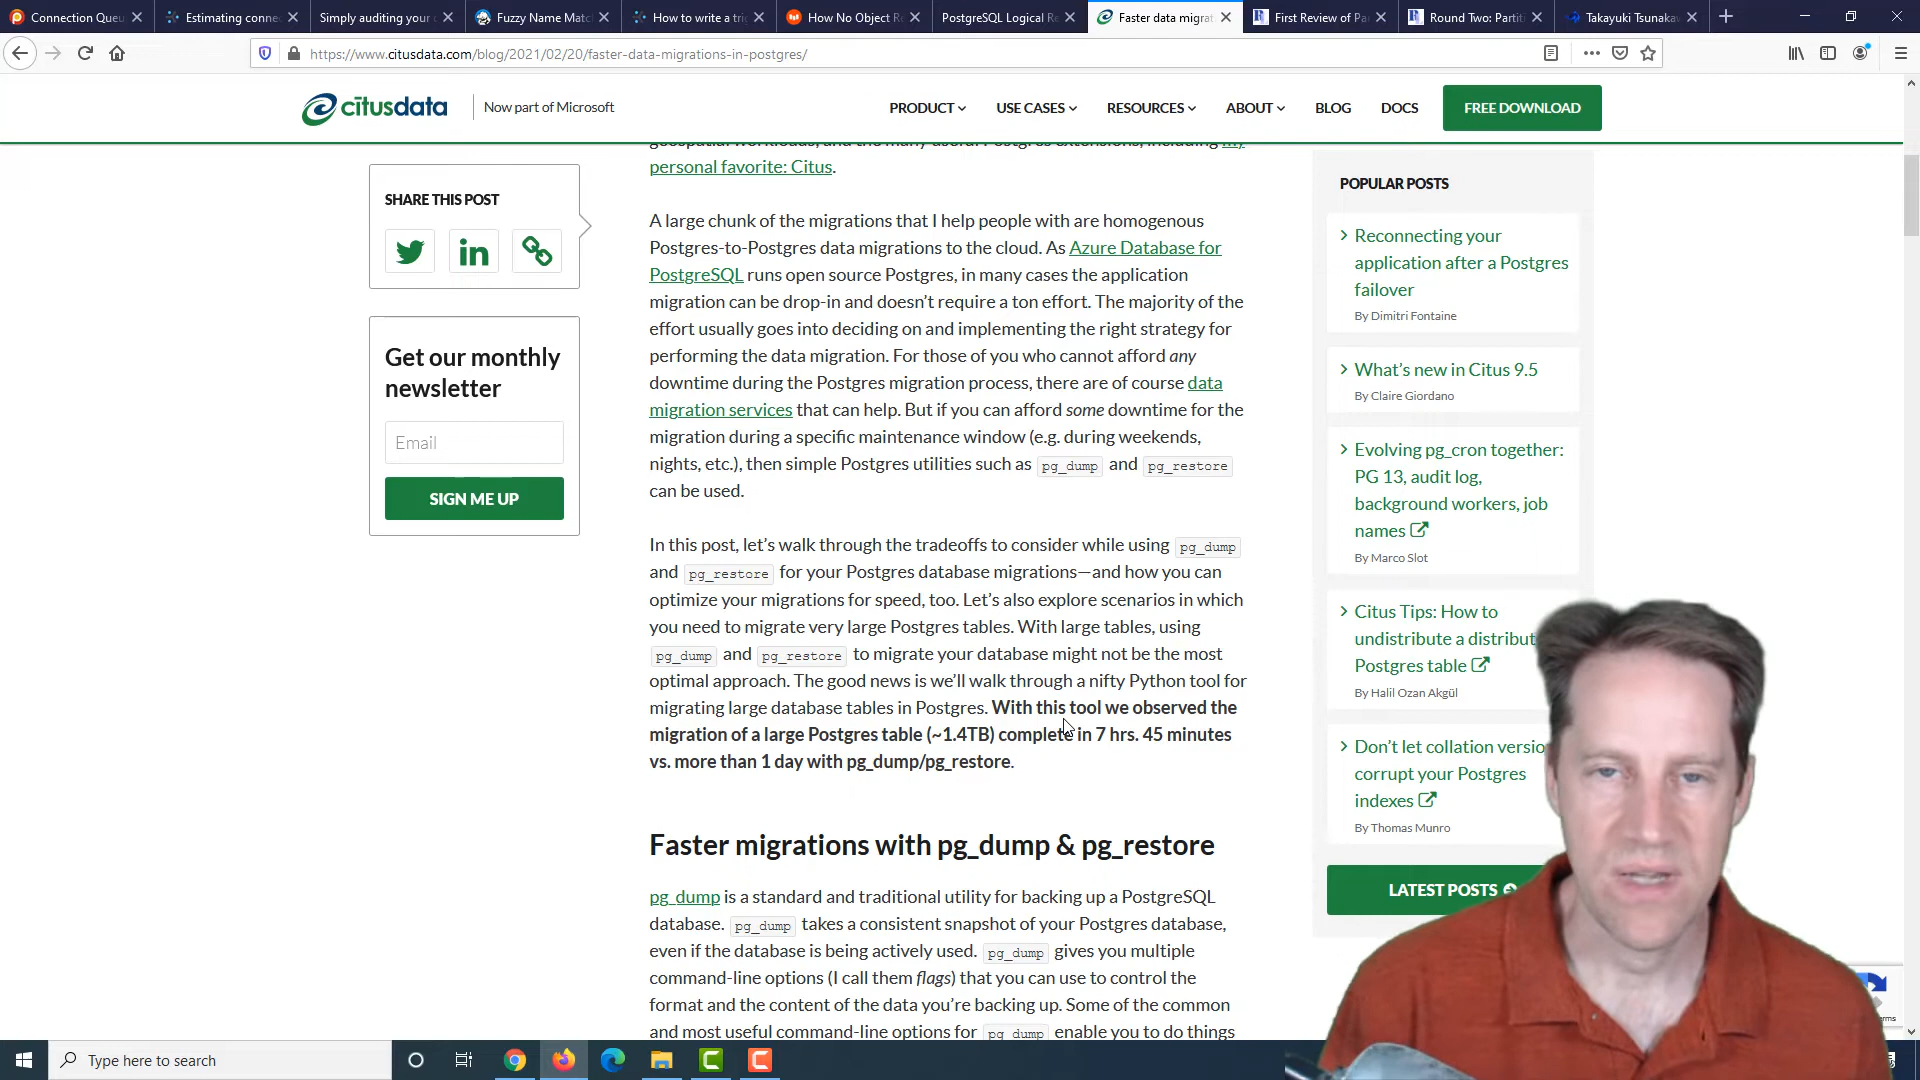 Connection Queu
Estimating conne
Simply auditing your
Fuzzy Name Matc
How to write a tri
How No Object Re
PostgreSQL Logical Re
Faster data migrat
First Review of Pa
Round Two: Partiti
Takayuki Tsunakaw
https://www.citusdata.com/blog/2021/02/20/faster-data-migrations-in-postgres/
citusdata
Now part of Microsoft
PRODUCT
USE CASES
RESOURCES
ABOUT
BLOG
DOCS
FREE DOWNLOAD
SHARE THIS POST
Get our monthly
newsletter
Email
SIGN ME UP
geospatial workloads, and the many useful Postgres extensions, including my
personal favorite: Citus.
A large chunk of the migrations that I help people with are homogenous
Postgres-to-Postgres data migrations to the cloud. As Azure Database for
PostgreSQL runs open source Postgres, in many cases the application
migration can be drop-in and doesn’t require a ton effort. The majority of the
effort usually goes into deciding on and implementing the right strategy for
performing the data migration. For those of you who cannot afford any
downtime during the Postgres migration process, there are of course data
migration services that can help. But if you can afford some downtime for the
migration during a specific maintenance window (e.g. during weekends,
nights, etc.), then simple Postgres utilities such as pg_dump and pg_restore
can be used.
In this post, let’s walk through the tradeoffs to consider while using pg_dump
and pg_restore for your Postgres database migrations—and how you can
optimize your migrations for speed, too. Let’s also explore scenarios in which
you need to migrate very large Postgres tables. With large tables, using
pg_dump and pg_restore to migrate your database might not be the most
optimal approach. The good news is we’ll walk through a nifty Python tool for
migrating large database tables in Postgres. With this tool we observed the
migration of a large Postgres table (~1.4TB) complete in 7 hrs. 45 minutes
vs. more than 1 day with pg_dump/pg_restore.
Faster migrations with pg_dump & pg_restore
pg_dump is a standard and traditional utility for backing up a PostgreSQL
database. pg_dump takes a consistent snapshot of your Postgres database,
even if the database is being actively used. pg_dump gives you multiple
command-line options (I call them flags) that you can use to control the
format and the content of the data you’re backing up. Some of the common
and most useful command-line options for pg_dump enable you to do things
POPULAR POSTS
Reconnecting your
application after a Postgres
failover
By Dimitri Fontaine
What’s new in Citus 9.5
By Claire Giordano
Evolving pg_cron together:
PG 13, audit log,
background workers, job
names
By Marco Slot
Citus Tips: How to
undistribute a distribut
Postgres table
By Halil Ozan Akgül
Don’t let collation versio
corrupt your Postgres
indexes
By Thomas Munro
LATEST POSTS
Type here to search